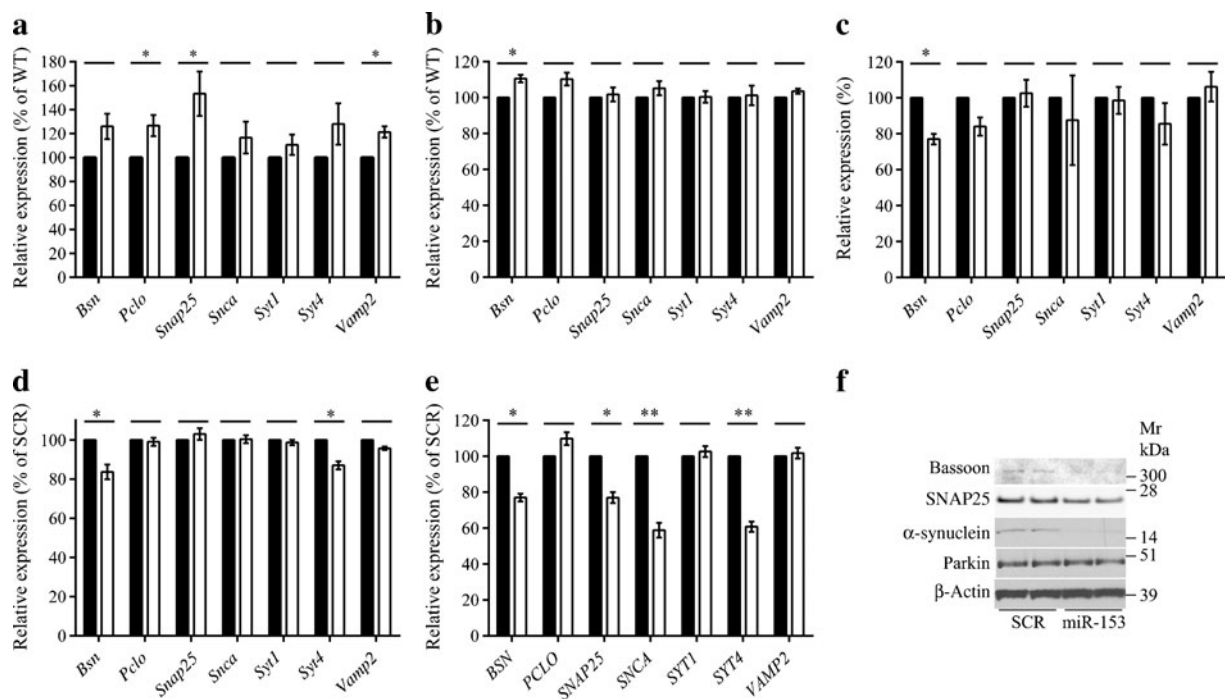 a
Relative expression (% of WT)
180
160
140
120
100
80
60
40
20
0
* * *
Bsn Pclo Snap25 Snca Syt1 Syt4 Vamp2
b
Relative expression (% of WT)
120
100
80
60
40
20
0
*
Bsn Pclo Snap25 Snca Syt1 Syt4 Vamp2
c
Relative expression (%)
120
100
80
60
40
20
0
*
Bsn Pclo Snap25 Snca Syt1 Syt4 Vamp2
d
Relative expression (% of SCR)
100
80
60
40
20
0
* *
Bsn Pclo Snap25 Snca Syt1 Syt4 Vamp2
e
Relative expression (% of SCR)
120
100
80
60
40
20
0
* * ** **
BSN PCLO SNAP25 SNCA SYT1 SYT4 VAMP2
f
Mr
kDa
Bassoon 300
28
SNAP25
α-synuclein 14
51
Parkin
β-Actin 39
SCR miR-153